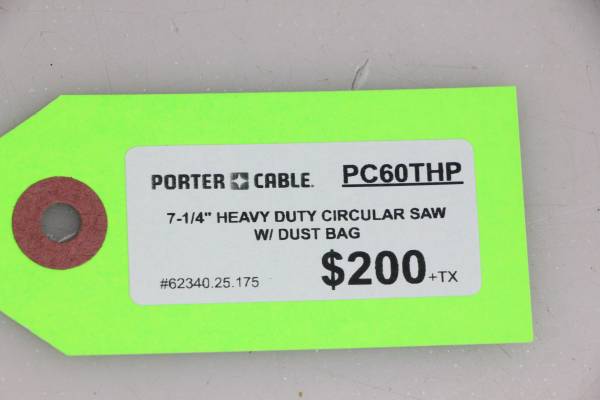 PORTER CABLE. PC60THP
7-1/4" HEAVY DUTY CIRCULAR SAW
W/ DUST BAG
#62340.25.175 $200+TX